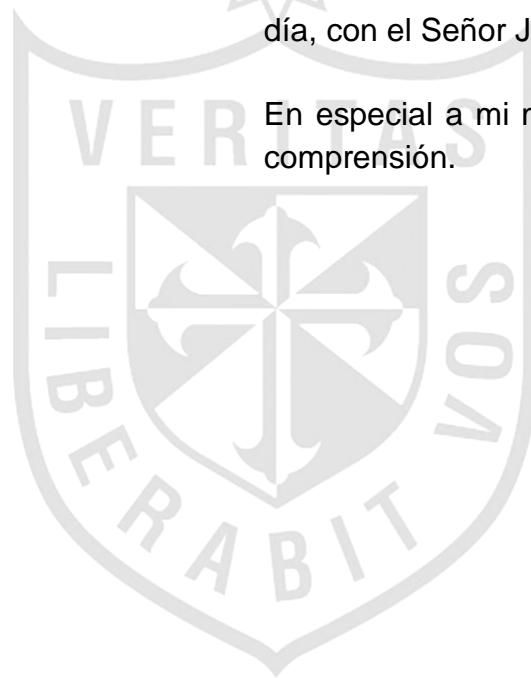 día, con el Señor J
En especial a mi
comprensión.
VERITAS
LIBERABIT VOS